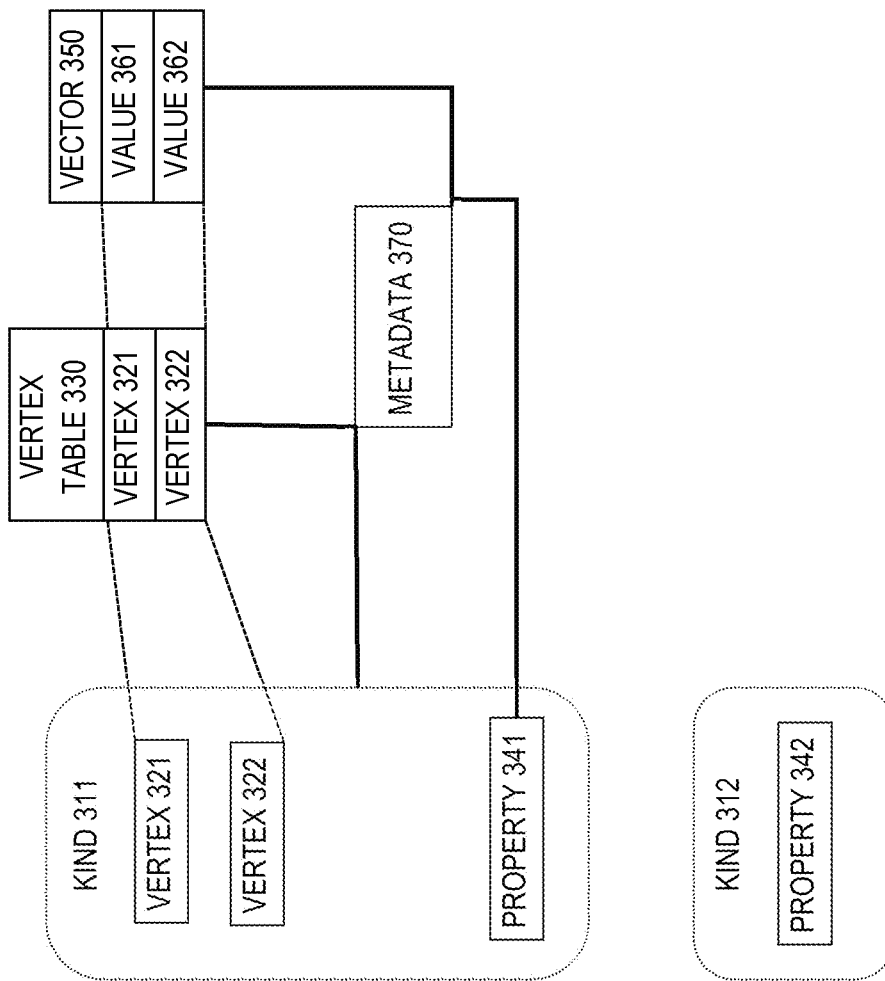 KIND 311
VERTEX 321
VERTEX 322
PROPERTY 341
KIND 312
PROPERTY 342
VERTEX
TABLE 330
VERTEX 321
VERTEX 322
METADATA 370
VECTOR 350
VALUE 361
VALUE 362